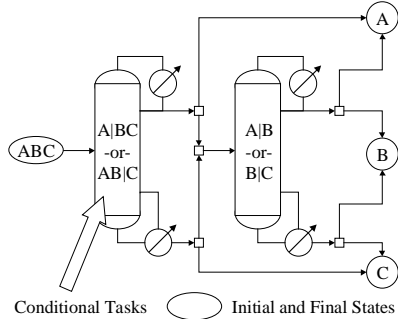 A
A|BC
-or-
AB|C
A|B
-or-
B|C
ABC
B
C
Conditional Tasks
Initial and Final States